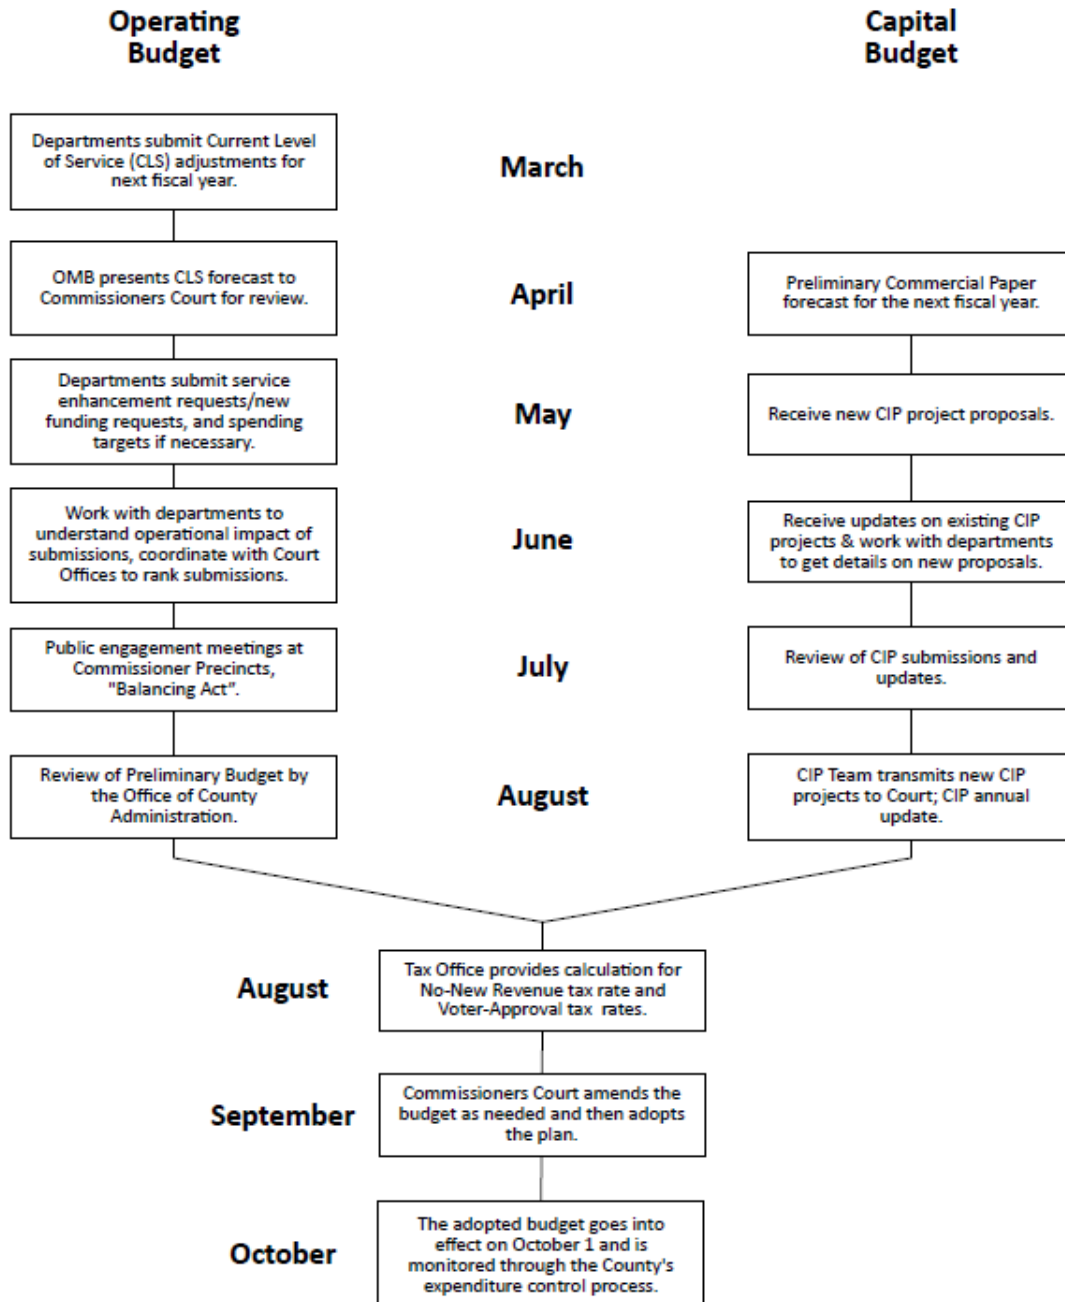 Operating
Budget
Capital
Budget
Departments submit Current Level
of Service (CLS) adjustments for
next fiscal year.
March
OMB presents CLS forecast to
Commissioners Court for review.
April
Preliminary Commercial Paper
forecast for the next fiscal year.
Departments submit service
enhancement requests/new
funding requests, and spending
targets if necessary.
May
Receive new CIP project proposals.
Work with departments to
understand operational impact of
submissions, coordinate with Court
Offices to rank submissions.
June
Receive updates on existing CIP
projects & work with departments
to get details on new proposals.
Public engagement meetings at
Commissioner Precincts,
"Balancing Act".
July
Review of CIP submissions and
updates.
Review of Preliminary Budget by
the Office of County
Administration.
August
CIP Team transmits new CIP
projects to Court; CIP annual
update.
August
Tax Office provides calculation for
No-New Revenue tax rate and
Voter-Approval tax rates.
September
Commissioners Court amends the
budget as needed and then adopts
the plan.
October
The adopted budget goes into
effect on October 1 and is
monitored through the County's
expenditure control process.